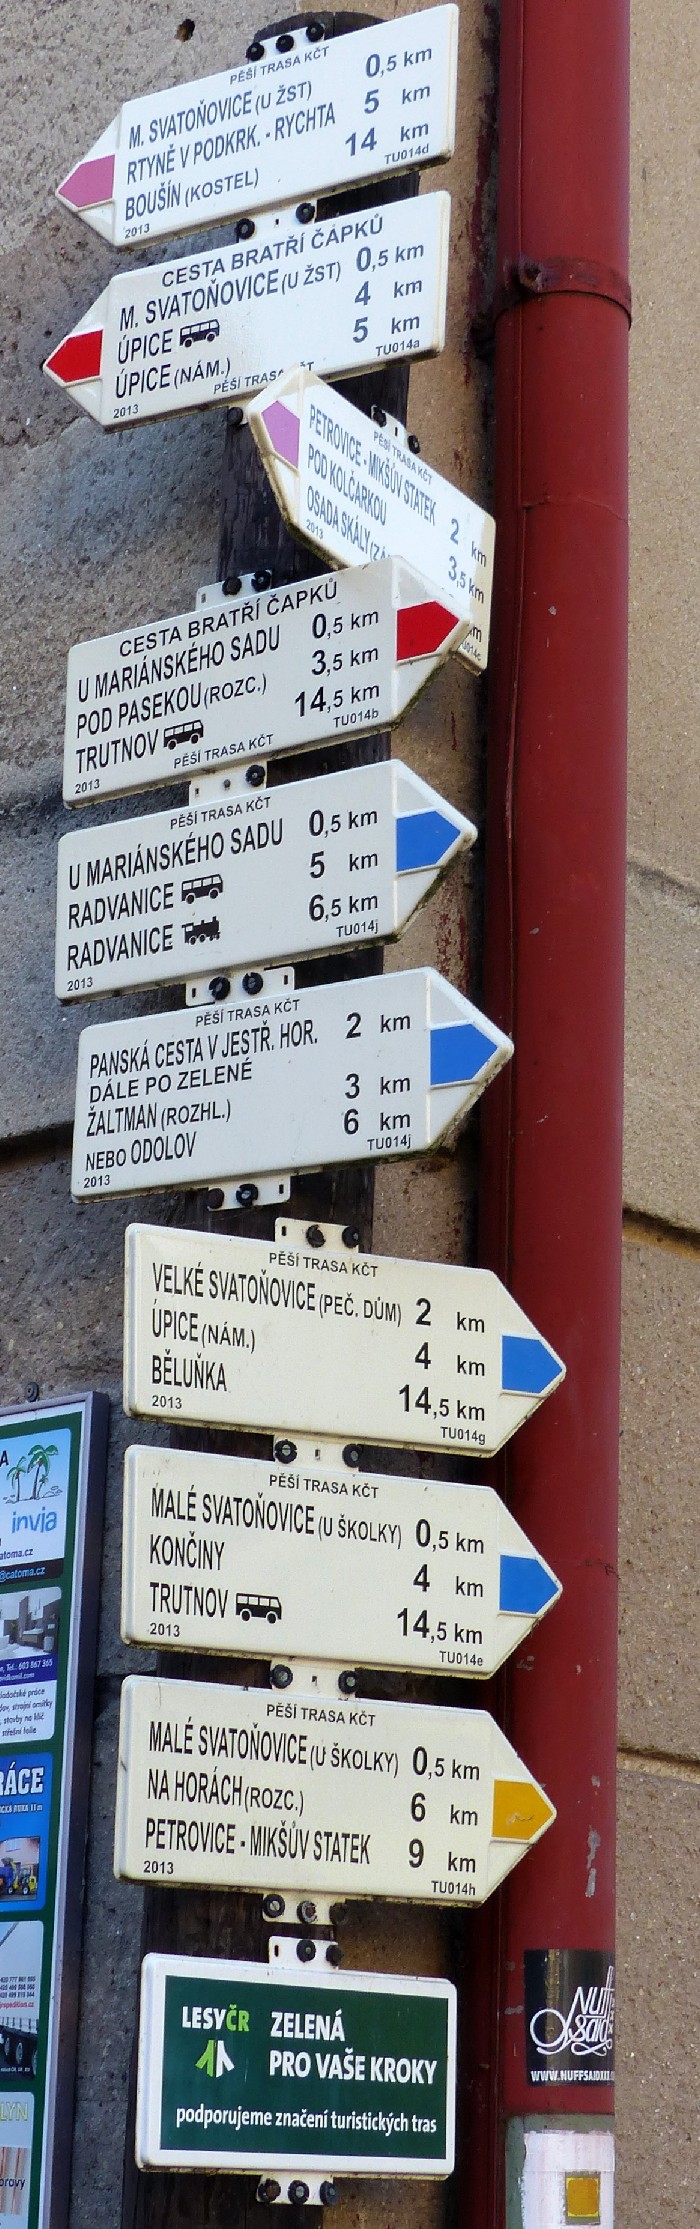 PĚŠÍ TRASA KČT
M. SVATOŇOVICE (U ŽST) 0,5 km
RTYNĚ V PODKRK. - RYCHTA 5 km
BOUŠÍN (KOSTEL) 14 km
2013 TU014d
CESTA BRATŘÍ ČAPKŮ
M. SVATOŇOVICE (U ŽST) 0,5 km
ÚPICE 4 km
ÚPICE (NÁM.) 5 km
2013 PĚŠÍ TRASA KČT TU014a
PĚŠÍ TRASA KČT
PETROVICE - MIKŠŮV STATEK 2 km
POD KOLČARKOU 3,5 km
OSADA SKÁLY km
2013
CESTA BRATŘÍ ČAPKŮ
U MARIÁNSKÉHO SADU 0,5 km
POD PASEKOU (ROZC.) 3,5 km
TRUTNOV 14,5 km
2013 PĚŠÍ TRASA KČT TU014b
PĚŠÍ TRASA KČT
U MARIÁNSKÉHO SADU 0,5 km
RADVANICE 5 km
RADVANICE 6,5 km
2013 TU014j
PĚŠÍ TRASA KČT
PANSKÁ CESTA V JESTŘ. HOR. 2 km
DÁLE PO ZELENÉ
ŽALTMAN (ROZHL.) 3 km
NEBO ODOLOV 6 km
2013 TU014j
PĚŠÍ TRASA KČT
VELKÉ SVATOŇOVICE (PEČ. DŮM) 2 km
ÚPICE (NÁM.) 4 km
BĚLUŇKA 14,5 km
2013 TU014g
PĚŠÍ TRASA KČT
MALÉ SVATOŇOVICE (U ŠKOLKY) 0,5 km
KONČINY 4 km
TRUTNOV 14,5 km
2013 TU014e
PĚŠÍ TRASA KČT
MALÉ SVATOŇOVICE (U ŠKOLKY) 0,5 km
NA HORÁCH (ROZC.) 6 km
PETROVICE - MIKŠŮV STATEK 9 km
2013 TU014h
LESY ČR
ZELENÁ
PRO VAŠE KROKY
podporujeme značení turistických tras
invia
NUFF
SAID